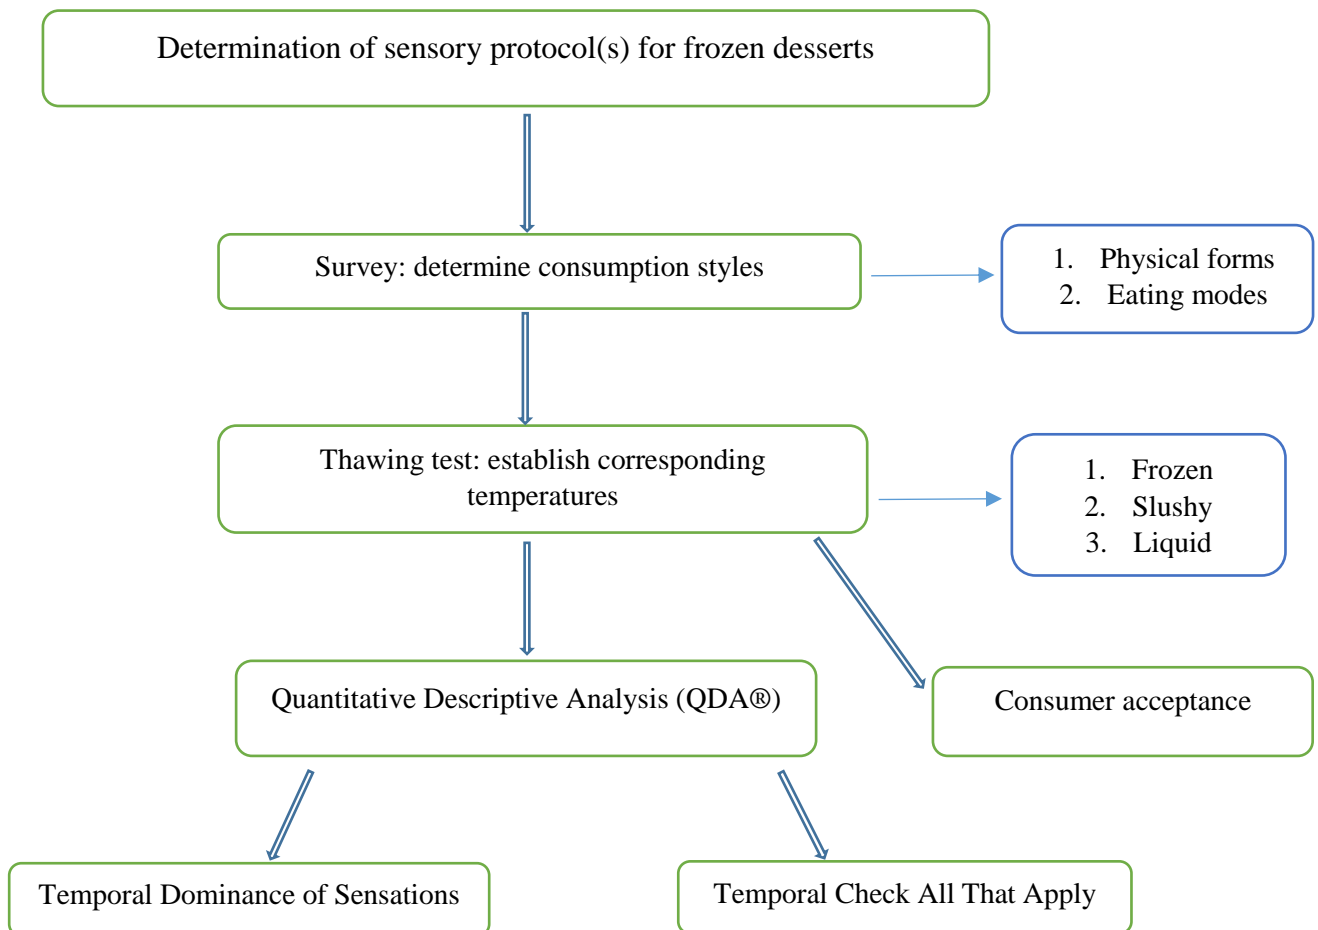 Determination of sensory protocol(s) for frozen desserts
Survey: determine consumption styles
1. Physical forms
2. Eating modes
Thawing test: establish corresponding
temperatures
1. Frozen
2. Slushy
3. Liquid
Quantitative Descriptive Analysis (QDA®)
Consumer acceptance
Temporal Dominance of Sensations
Temporal Check All That Apply